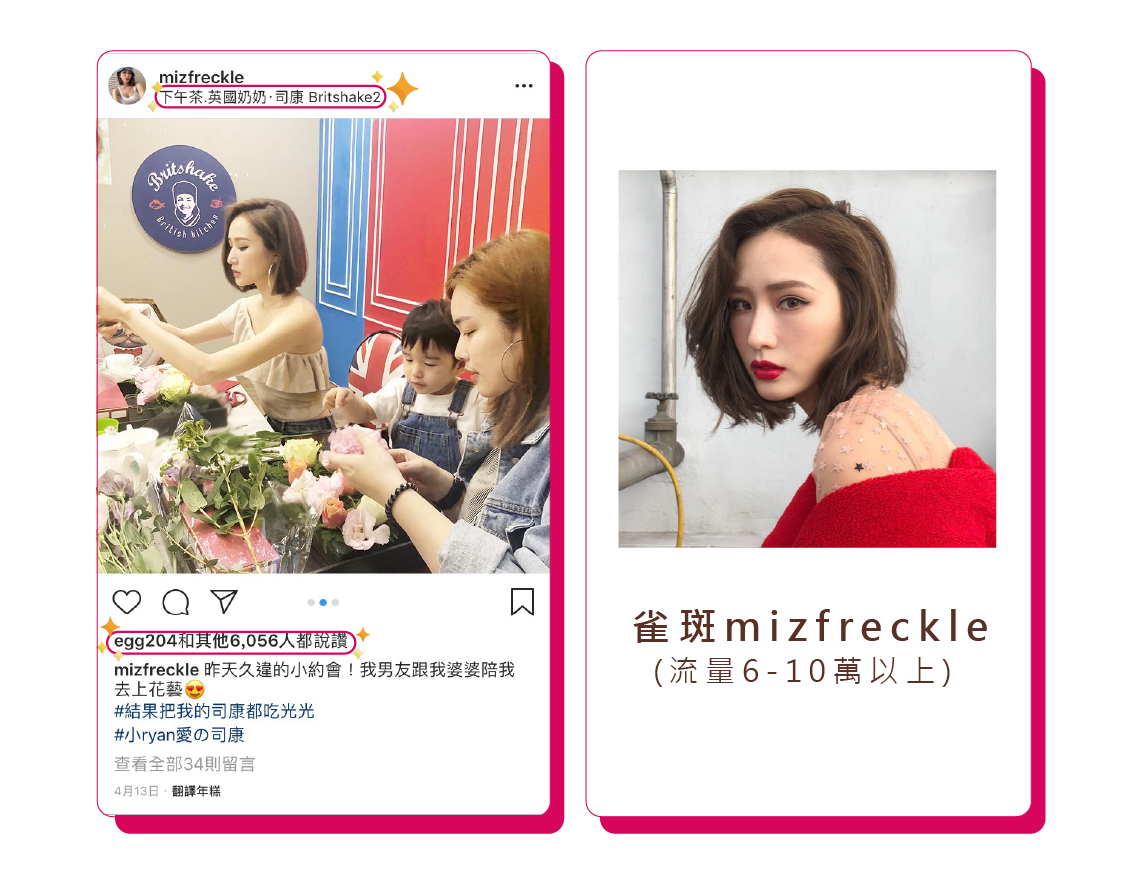 mizfreckle
下午茶.英國奶奶·司康 Britshake2
Britshake
British kitchen
egg204和其他6,056人都說讚
mizfreckle 昨天久違的小約會！我男友跟我婆婆陪我
去上花藝😍
#結果把我的司康都吃光光
#小ryan愛の司康
查看全部34則留言
4月13日 · 翻譯年糕
雀斑mizfreckle
(流量6-10萬以上)